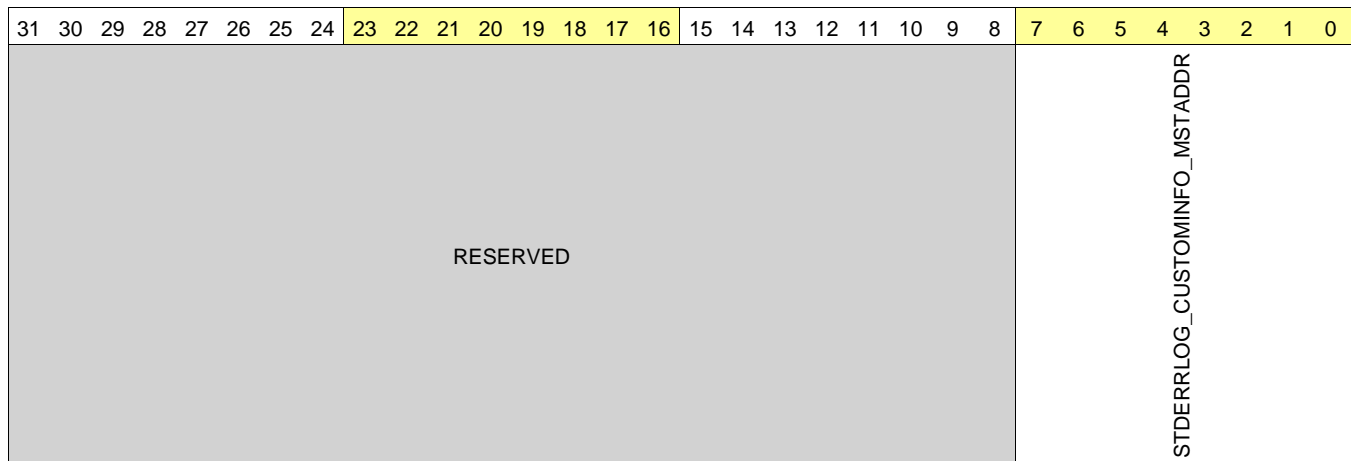 31 30 29 28 27 26 25 24 23 22 21 20 19 18 17 16 15 14 13 12 11 10 9 8 7 6 5 4 3 2 1 0
RESERVED
STDERRLOG_CUSTOMINFO_MSTADDR